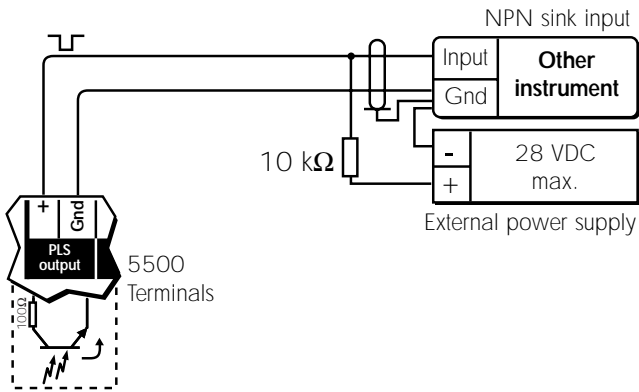 NPN sink input
Input
Other
instrument
Gnd
10 kΩ
-
28 VDC
+
max.
External power supply
+
Gnd
PLS
output
5500
Terminals
100Ω